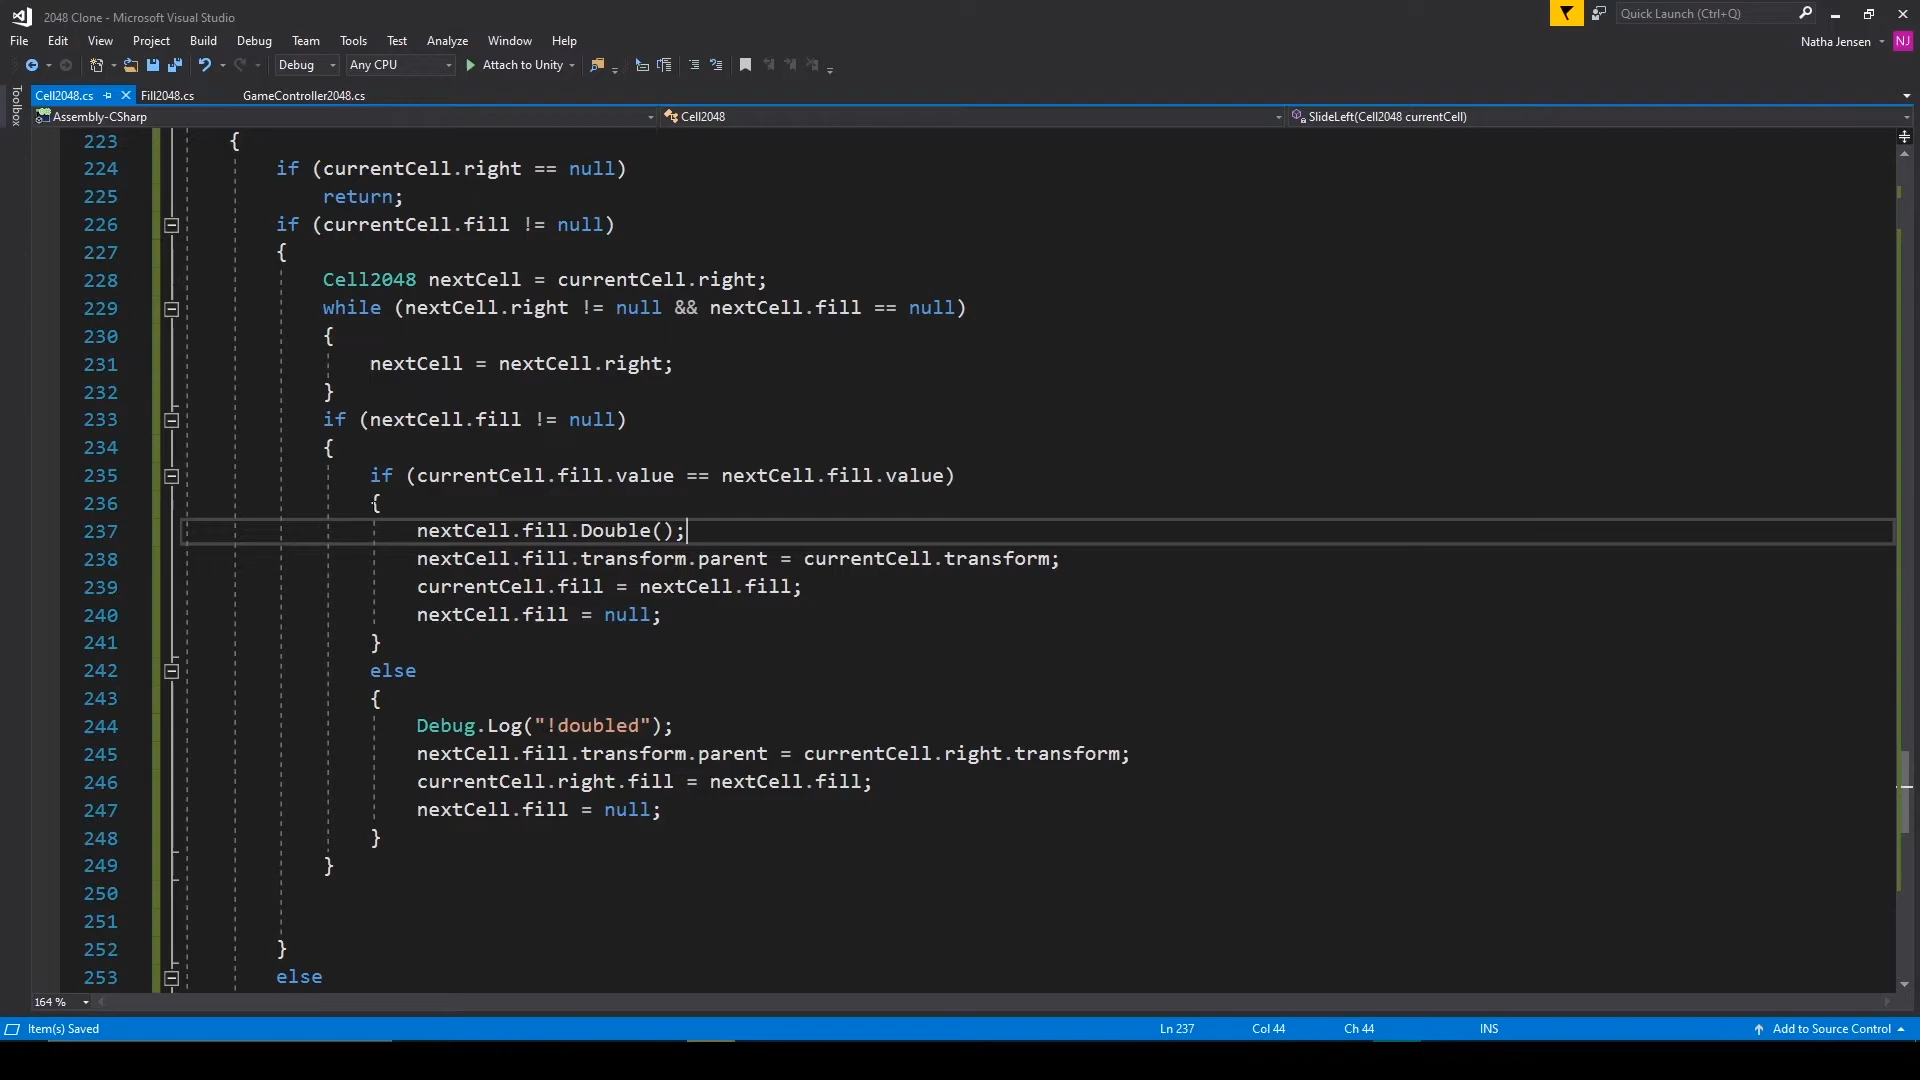 2048 Clone - Microsoft Visual Studio
Quick Launch (Ctrl+Q)
File Edit View Project Build Debug Team Tools Test Analyze Window Help
Natha Jensen NJ
Debug Any CPU Attach to Unity
Toolbox
Cell2048.cs Fill2048.cs GameController2048.cs
Assembly-CSharp Cell2048 SlideLeft(Cell2048 currentCell)
223 {
224 if (currentCell.right == null)
225 return;
226 if (currentCell.fill != null)
227 {
228 Cell2048 nextCell = currentCell.right;
229 while (nextCell.right != null && nextCell.fill == null)
230 {
231 nextCell = nextCell.right;
232 }
233 if (nextCell.fill != null)
234 {
235 if (currentCell.fill.value == nextCell.fill.value)
236 {
237 nextCell.fill.Double();
238 nextCell.fill.transform.parent = currentCell.transform;
239 currentCell.fill = nextCell.fill;
240 nextCell.fill = null;
241 }
242 else
243 {
244 Debug.Log("!doubled");
245 nextCell.fill.transform.parent = currentCell.right.transform;
246 currentCell.right.fill = nextCell.fill;
247 nextCell.fill = null;
248 }
249 }
250
251
252 }
253 else
164 %
Item(s) Saved Ln 237 Col 44 Ch 44 INS Add to Source Control